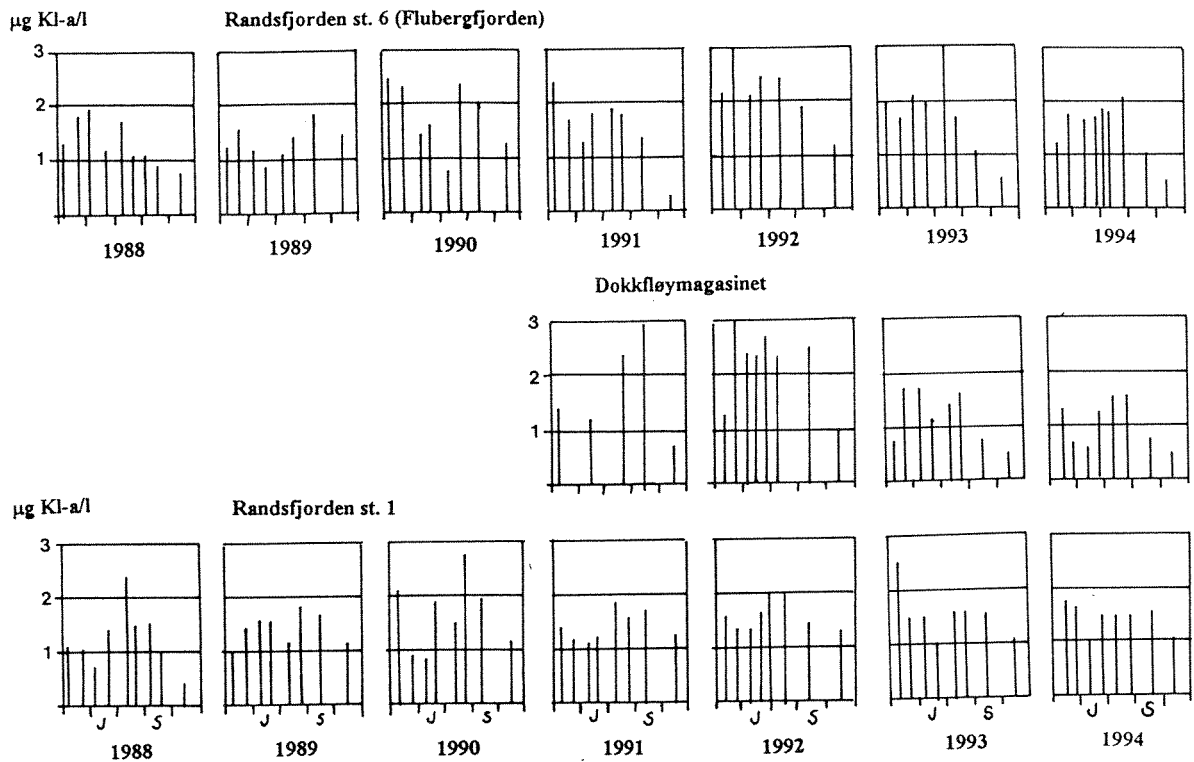 µg Kl-a/l Randsfjorden st. 6 (Flubergfjorden)
3
2
1
1988 1989 1990 1991 1992 1993 1994
Dokkfløymagasinet
3
2
1
µg Kl-a/l Randsfjorden st. 1
3
2
1
J S J S J S J S J S J S J S
1988 1989 1990 1991 1992 1993 1994